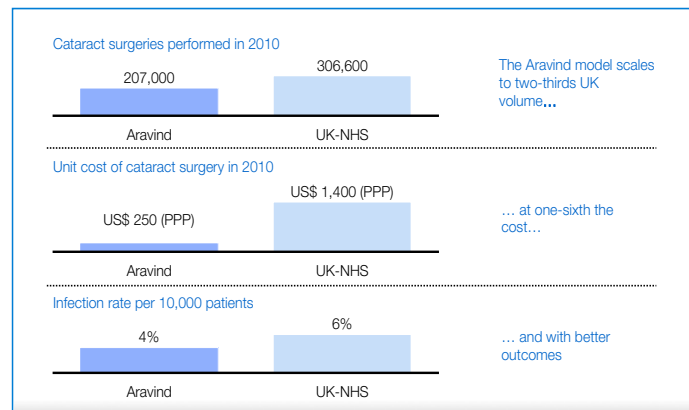 Cataract surgeries performed in 2010
207,000
306,600
Aravind
UK-NHS
The Aravind model scales
to two-thirds UK
volume...
Unit cost of cataract surgery in 2010
US$ 250 (PPP)
US$ 1,400 (PPP)
Aravind
UK-NHS
... at one-sixth the
cost...
Infection rate per 10,000 patients
4%
6%
Aravind
UK-NHS
... and with better
outcomes